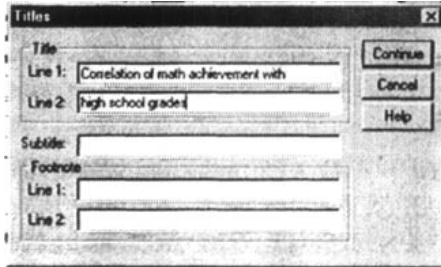 Titles
Title
Line 1: Correlation of math achievement with
Line 2: high school grades
Subtitle:
Footnote
Line 1:
Line 2:
Continue
Cancel
Help